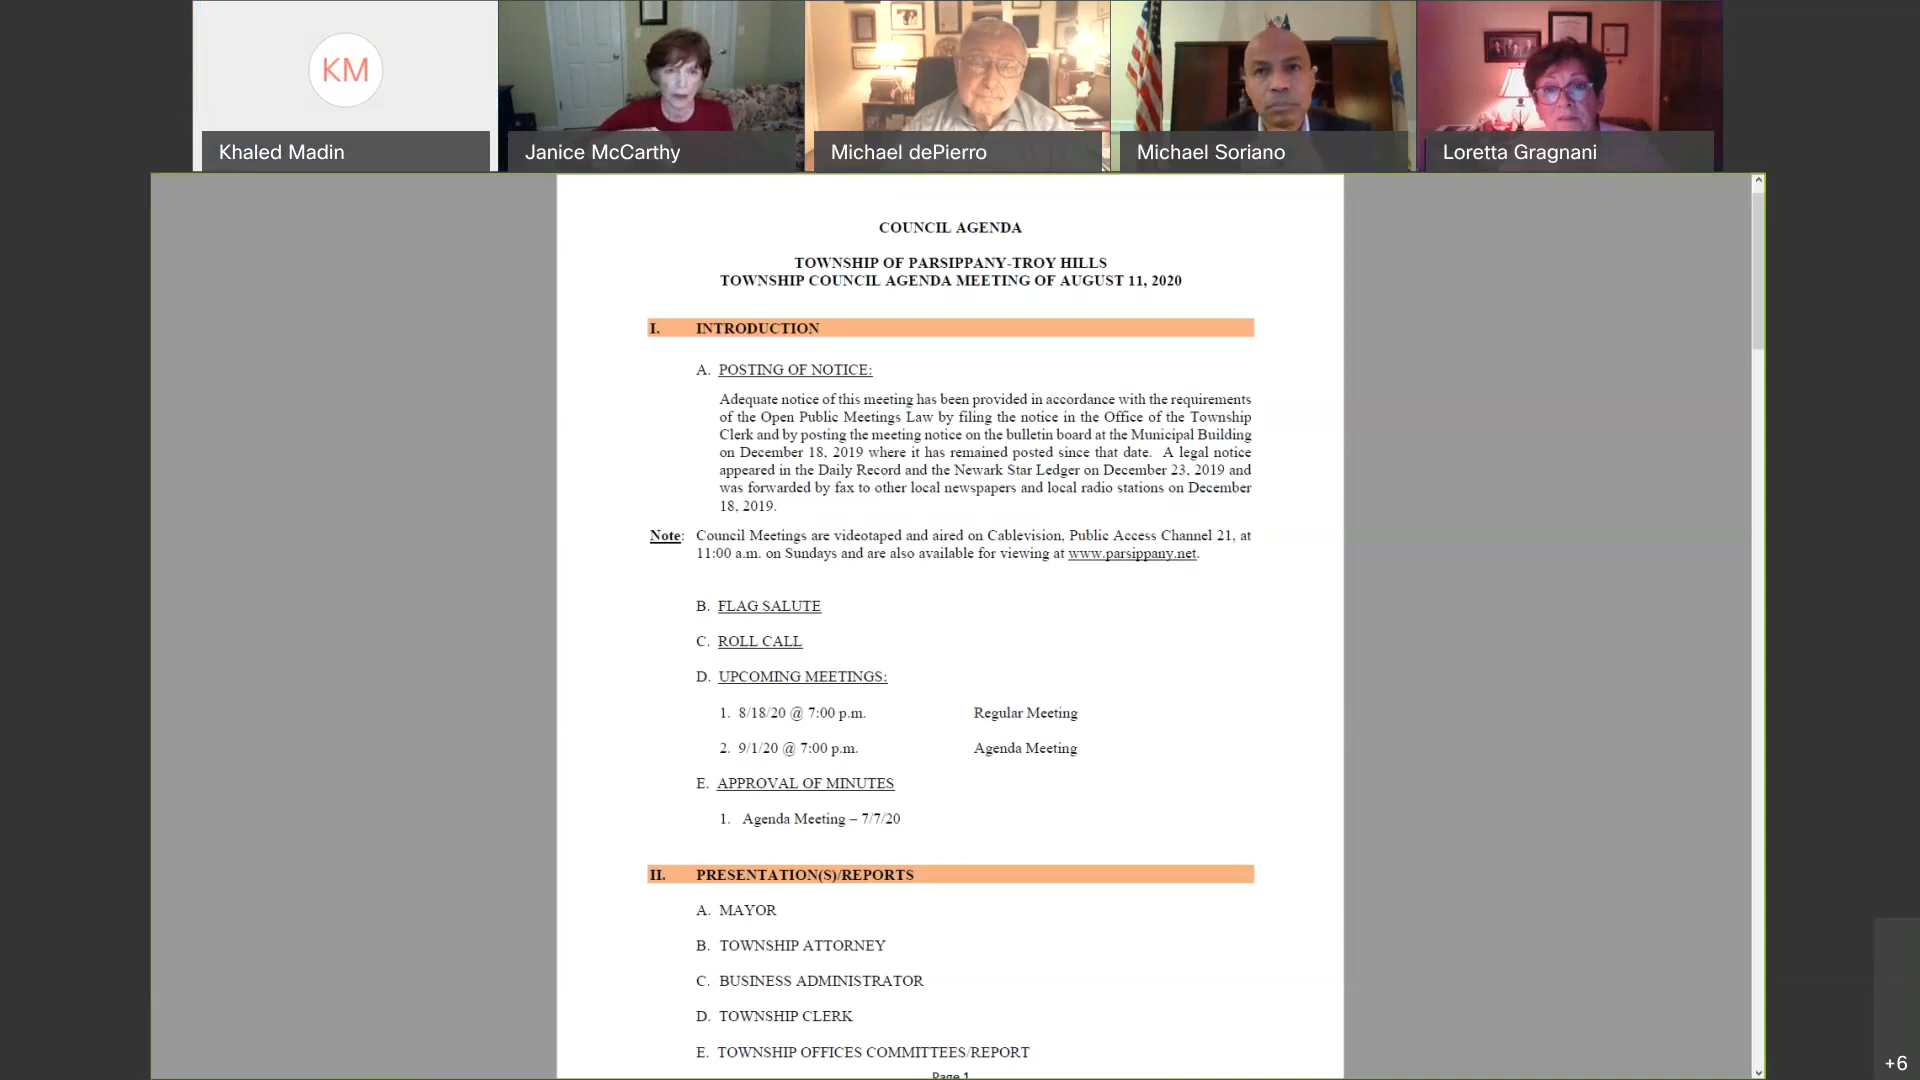 KM
Khaled Madin
Janice McCarthy
Michael dePierro
Michael Soriano
Loretta Gragnani
COUNCIL AGENDA
TOWNSHIP OF PARSIPPANY-TROY HILLS
TOWNSHIP COUNCIL AGENDA MEETING OF AUGUST 11, 2020
I. INTRODUCTION
A. POSTING OF NOTICE:
Adequate notice of this meeting has been provided in accordance with the requirements
of the Open Public Meetings Law by filing the notice in the Office of the Township
Clerk and by posting the meeting notice on the bulletin board at the Municipal Building
on December 18, 2019 where it has remained posted since that date. A legal notice
appeared in the Daily Record and the Newark Star Ledger on December 23, 2019 and
was forwarded by fax to other local newspapers and local radio stations on December
18, 2019.
Note: Council Meetings are videotaped and aired on Cablevision, Public Access Channel 21, at
11:00 a.m. on Sundays and are also available for viewing at www.parsippany.net.
B. FLAG SALUTE
C. ROLL CALL
D. UPCOMING MEETINGS:
1. 8/18/20 @ 7:00 p.m. Regular Meeting
2. 9/1/20 @ 7:00 p.m. Agenda Meeting
E. APPROVAL OF MINUTES
1. Agenda Meeting – 7/7/20
II. PRESENTATION(S)/REPORTS
A. MAYOR
B. TOWNSHIP ATTORNEY
C. BUSINESS ADMINISTRATOR
D. TOWNSHIP CLERK
E. TOWNSHIP OFFICES COMMITTEES/REPORT
Page 1
+6